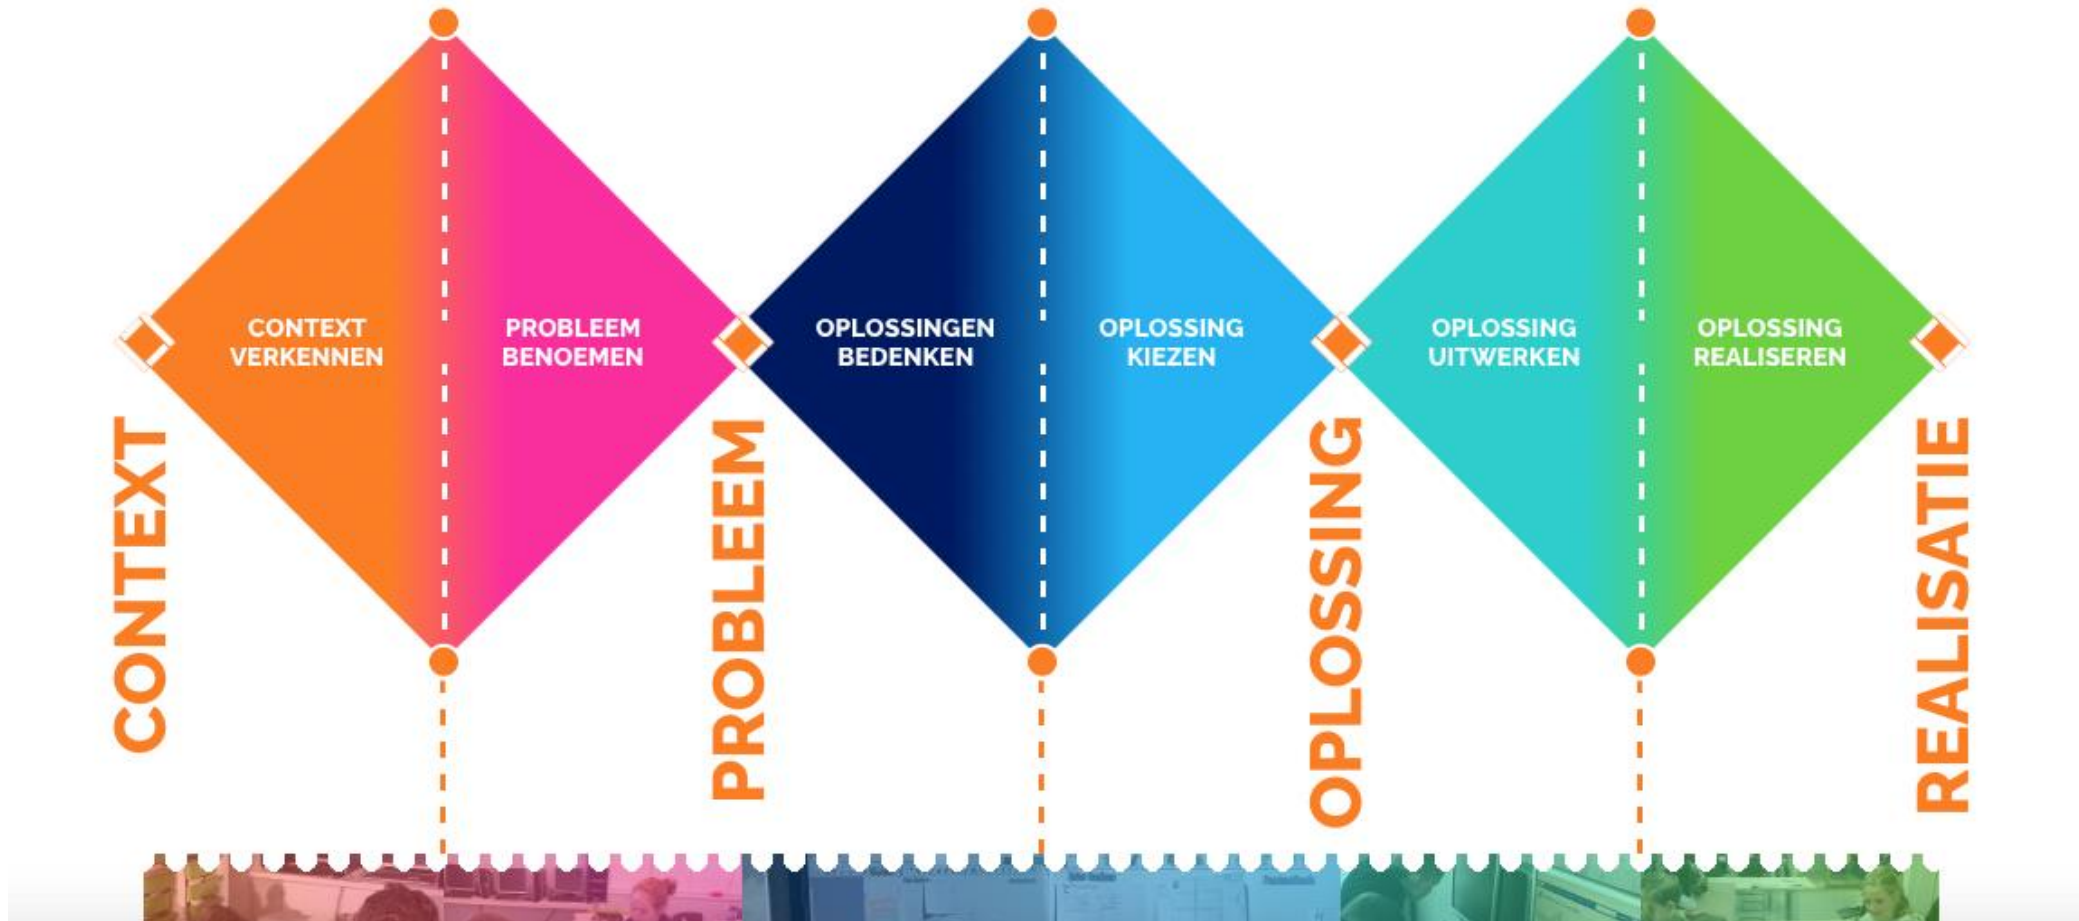 CONTEXT
VERKENNEN
PROBLEEM
BENOEMEN
OPLOSSINGEN
BEDENKEN
OPLOSSING
KIEZEN
OPLOSSING
UITWERKEN
OPLOSSING
REALISEREN
CONTEXT
PROBLEEM
OPLOSSING
REALISATIE